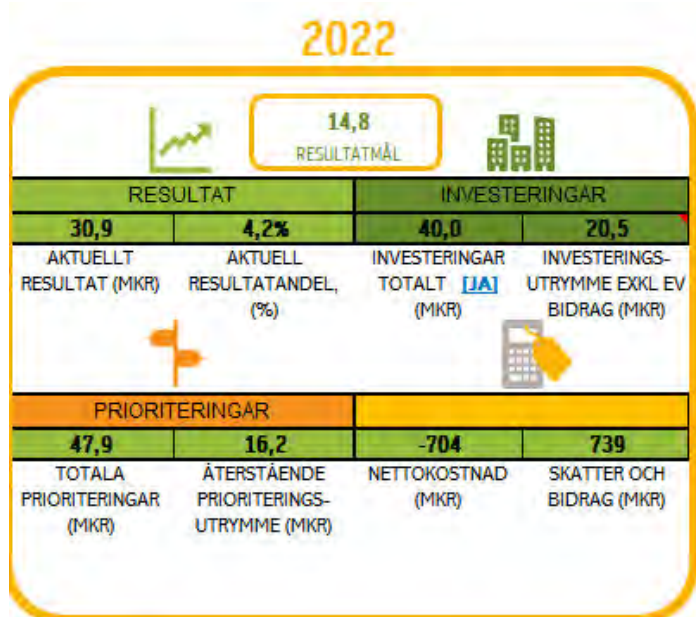 2022
14,8
RESULTATMÅL
RESULTAT INVESTERINGAR
30,9 4,2% 40,0 20,5
AKTUELLT AKTUELL INVESTERINGAR INVESTERINGS-
RESULTAT (MKR) RESULTATANDEL, TOTALT [JA] UTRYMME EXKL EV
(%) (MKR) BIDRAG (MKR)
PRIORITERINGAR
47,9 16,2 -704 739
TOTALA ÅTERSTÅENDE NETTOKOSTNAD SKATTER OCH
PRIORITERINGAR PRIORITERINGS- (MKR) BIDRAG (MKR)
(MKR) UTRYMME (MKR)